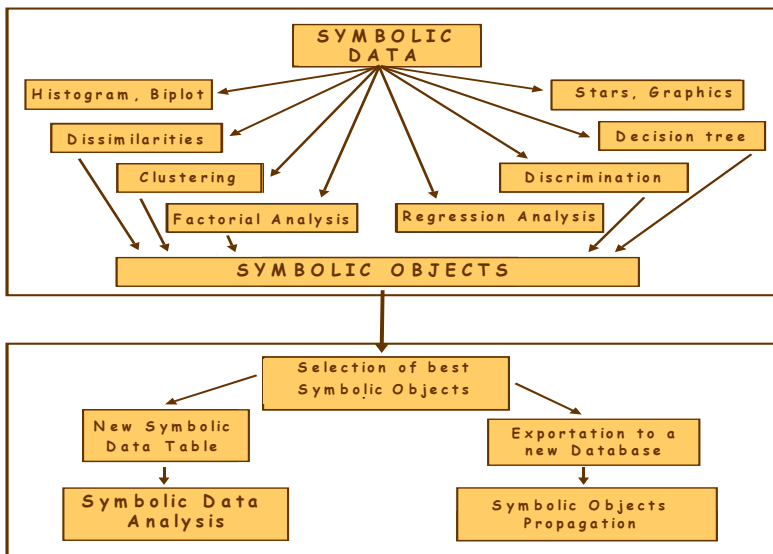 SYMBOLIC
DATA
Histogram, Biplot
Stars, Graphics
Dissimilarities
Decision tree
Clustering
Discrimination
Factorial Analysis
Regression Analysis
SYMBOLIC OBJECTS
Selection of best
Symbolic Objects
New Symbolic
Data Table
Exportation to a
new Database
Symbolic Data
Analysis
Symbolic Objects
Propagation